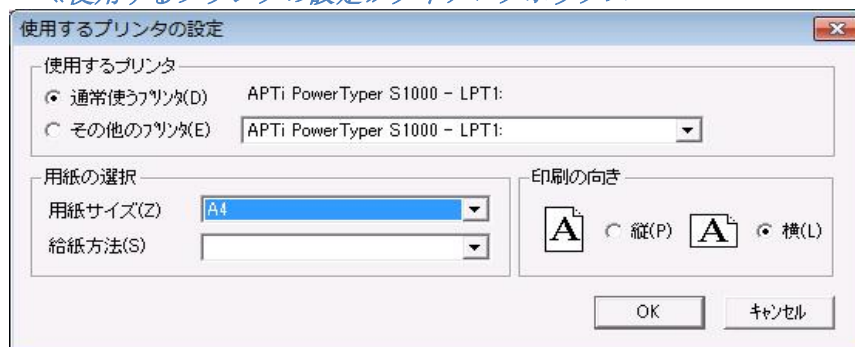 使用するプリンタの設定
使用するプリンタ
通常使うプリンタ(D) APTi PowerTyper S1000 - LPT1:
その他のプリンタ(E) APTi PowerTyper S1000 - LPT1:
用紙の選択
用紙サイズ(Z) A4
給紙方法(S)
印刷の向き
A 縦(P) A 横(L)
OK キャンセル